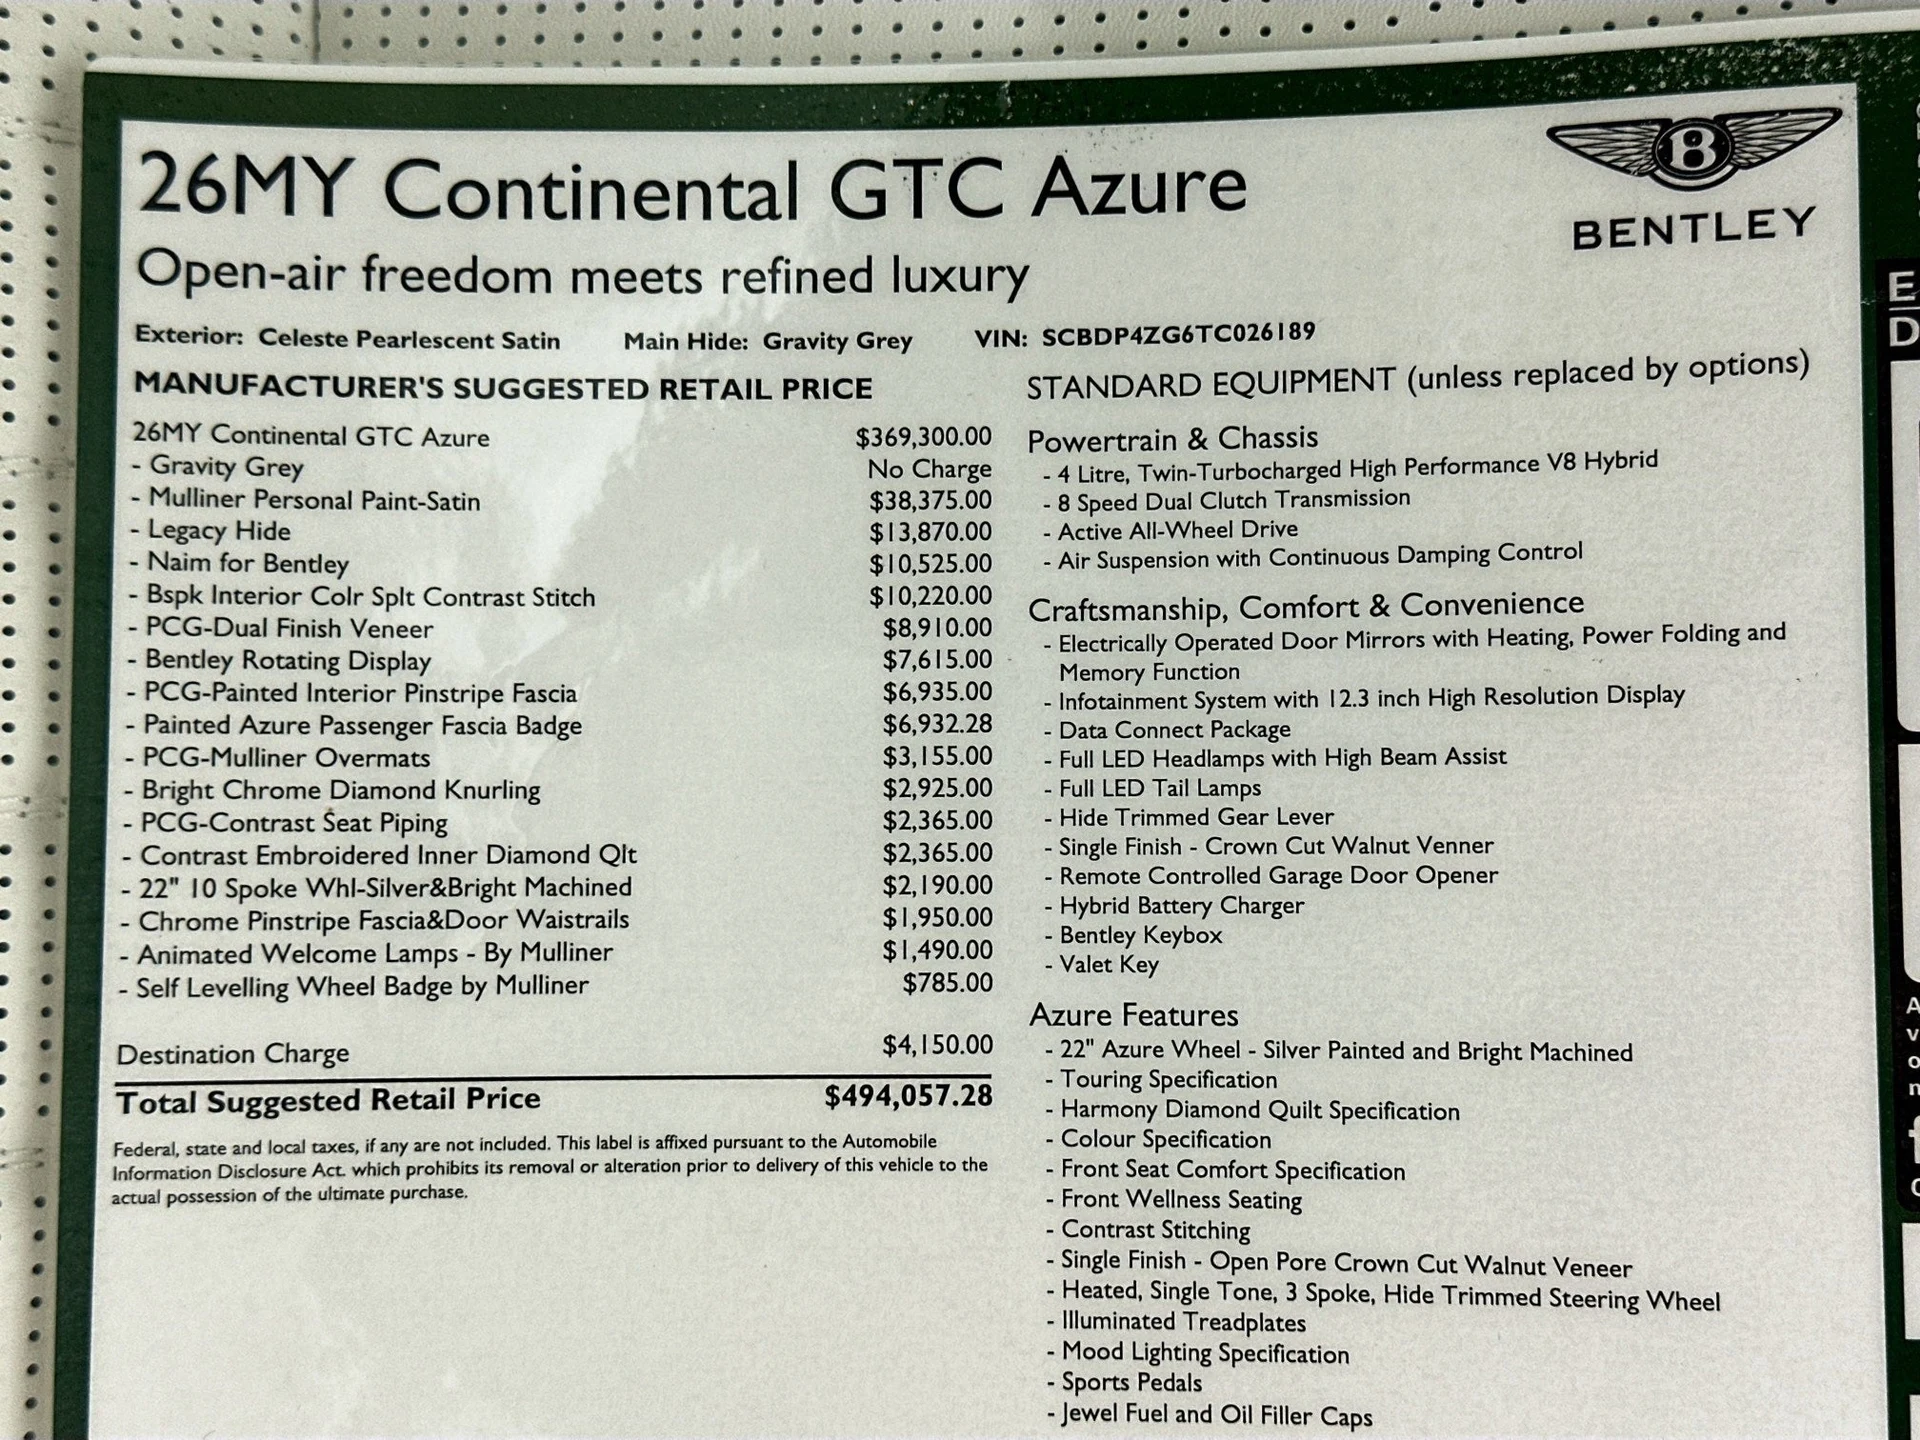 26MY Continental GTC Azure
B
BENTLEY
Open-air freedom meets refined luxury
Exterior: Celeste Pearlescent Satin Main Hide: Gravity Grey VIN: SCBDP4ZG6TC026189
MANUFACTURER'S SUGGESTED RETAIL PRICE
26MY Continental GTC Azure $369,300.00
- Gravity Grey No Charge
- Mulliner Personal Paint-Satin $38,375.00
- Legacy Hide $13,870.00
- Naim for Bentley $10,525.00
- Bspk Interior Colr Splt Contrast Stitch $10,220.00
- PCG-Dual Finish Veneer $8,910.00
- Bentley Rotating Display $7,615.00
- PCG-Painted Interior Pinstripe Fascia $6,935.00
- Painted Azure Passenger Fascia Badge $6,932.28
- PCG-Mulliner Overmats $3,155.00
- Bright Chrome Diamond Knurling $2,925.00
- PCG-Contrast Seat Piping $2,365.00
- Contrast Embroidered Inner Diamond Qlt $2,365.00
- 22" 10 Spoke Whl-Silver&Bright Machined $2,190.00
- Chrome Pinstripe Fascia&Door Waistrails $1,950.00
- Animated Welcome Lamps - By Mulliner $1,490.00
- Self Levelling Wheel Badge by Mulliner $785.00
Destination Charge $4,150.00
Total Suggested Retail Price $494,057.28
Federal, state and local taxes, if any are not included. This label is affixed pursuant to the Automobile
Information Disclosure Act. which prohibits its removal or alteration prior to delivery of this vehicle to the
actual possession of the ultimate purchase.
STANDARD EQUIPMENT (unless replaced by options)
Powertrain & Chassis
- 4 Litre, Twin-Turbocharged High Performance V8 Hybrid
- 8 Speed Dual Clutch Transmission
- Active All-Wheel Drive
- Air Suspension with Continuous Damping Control
Craftsmanship, Comfort & Convenience
- Electrically Operated Door Mirrors with Heating, Power Folding and
Memory Function
- Infotainment System with 12.3 inch High Resolution Display
- Data Connect Package
- Full LED Headlamps with High Beam Assist
- Full LED Tail Lamps
- Hide Trimmed Gear Lever
- Single Finish - Crown Cut Walnut Venner
- Remote Controlled Garage Door Opener
- Hybrid Battery Charger
- Bentley Keybox
- Valet Key
Azure Features
- 22" Azure Wheel - Silver Painted and Bright Machined
- Touring Specification
- Harmony Diamond Quilt Specification
- Colour Specification
- Front Seat Comfort Specification
- Front Wellness Seating
- Contrast Stitching
- Single Finish - Open Pore Crown Cut Walnut Veneer
- Heated, Single Tone, 3 Spoke, Hide Trimmed Steering Wheel
- Illuminated Treadplates
- Mood Lighting Specification
- Sports Pedals
- Jewel Fuel and Oil Filler Caps